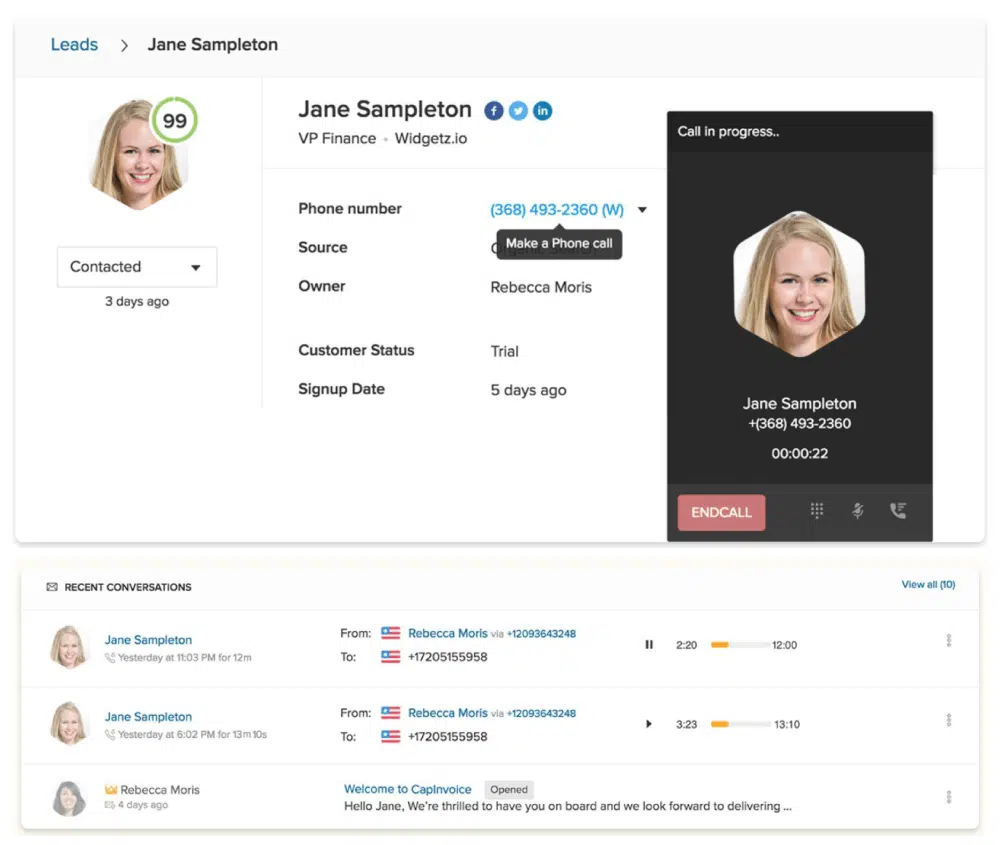 Leads > Jane Sampleton
99
Contacted
3 days ago
Jane Sampleton
VP Finance • Widgetz.io
Phone number (368) 493-2360 (W)
Make a Phone call
Source
Owner Rebecca Moris
Customer Status Trial
Signup Date 5 days ago
Call in progress..
Jane Sampleton
+(368) 493-2360
00:00:22
ENDCALL
RECENT CONVERSATIONS View all (10)
Jane Sampleton
Yesterday at 11:03 PM for 12m
From: Rebecca Moris via +12093643248
To: +17205155958
2:20 12:00
Jane Sampleton
Yesterday at 6:02 PM for 13m 10s
From: Rebecca Moris via +12093643248
To: +17205155958
3:23 13:10
Rebecca Moris
4 days ago
Welcome to CapInvoice Opened
Hello Jane, We're thrilled to have you on board and we look forward to delivering ...